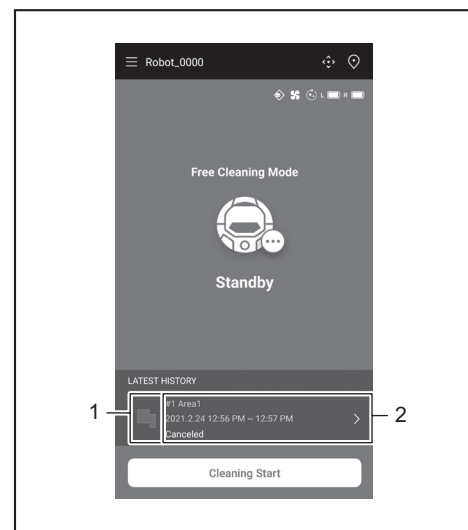 Robot_0000
L R
Free Cleaning Mode
Standby
LATEST HISTORY
#1 Area1
2021.2.24 12:56 PM ~ 12:57 PM
Canceled
1
2
Cleaning Start